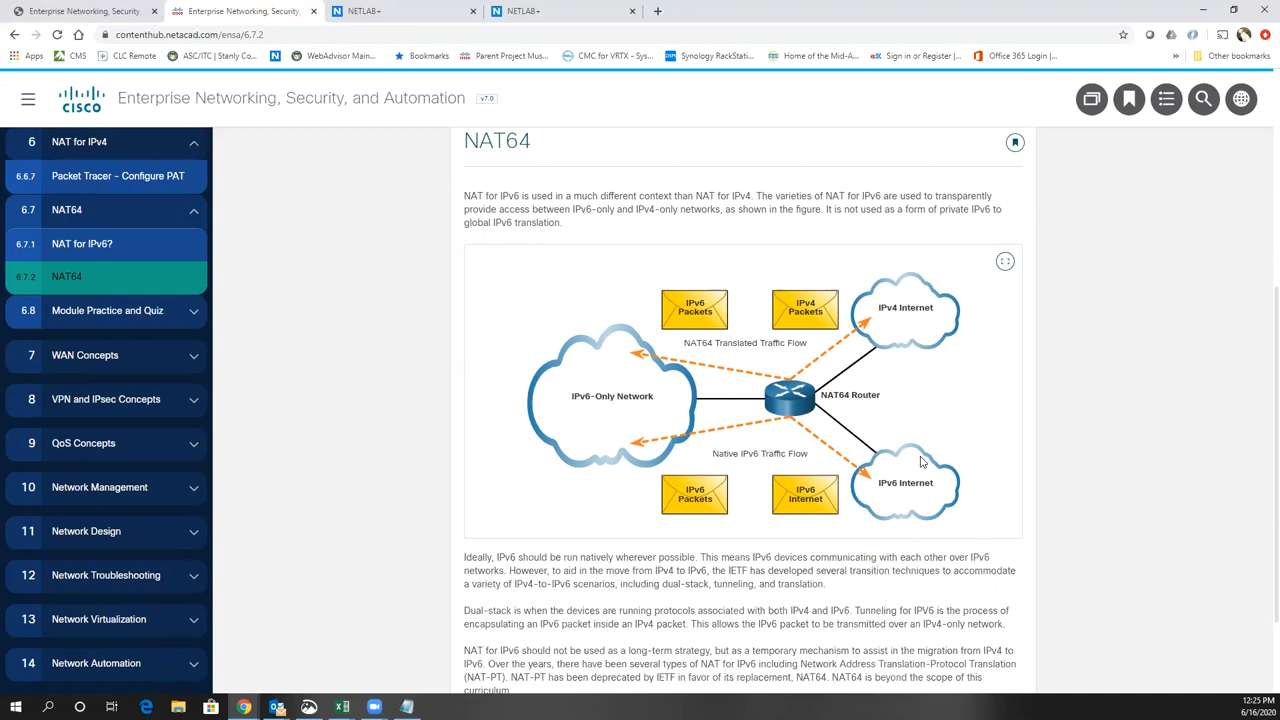 Enterprise Networking, Security,
Enterprise Networking, Security,
NETLAB+
NETLAB+
contenthub.netacad.com/ensa/6.7.2
Apps
CMS
CLC Remote
ASC/ITC | Stanly Co...
N
WebAdvisor Main...
Bookmarks
Parent Project Mus...
CMC for VRTX - Sys...
Synology RackStati...
Home of the Mid-A...
Sign in or Register |...
Office 365 Login |...
»
Other bookmarks
CISCO
Enterprise Networking, Security, and Automation
v7.0
6 NAT for IPv4
6.6.7 Packet Tracer - Configure PAT
6.7 NAT64
6.7.1 NAT for IPv6?
6.7.2 NAT64
6.8 Module Practice and Quiz
7 WAN Concepts
8 VPN and IPsec Concepts
9 QoS Concepts
10 Network Management
11 Network Design
12 Network Troubleshooting
13 Network Virtualization
14 Network Automation
NAT64
NAT for IPv6 is used in a much different context than NAT for IPv4. The varieties of NAT for IPv6 are used to transparently
provide access between IPv6-only and IPv4-only networks, as shown in the figure. It is not used as a form of private IPv6 to
global IPv6 translation.
IPv6
Packets
IPv4
Packets
IPv4 Internet
NAT64 Translated Traffic Flow
IPv6-Only Network
NAT64 Router
Native IPv6 Traffic Flow
IPv6
Packets
IPv6
Internet
IPv6 Internet
Ideally, IPv6 should be run natively wherever possible. This means IPv6 devices communicating with each other over IPv6
networks. However, to aid in the move from IPv4 to IPv6, the IETF has developed several transition techniques to accommodate
a variety of IPv4-to-IPv6 scenarios, including dual-stack, tunneling, and translation.
Dual-stack is when the devices are running protocols associated with both IPv4 and IPv6. Tunneling for IPV6 is the process of
encapsulating an IPv6 packet inside an IPv4 packet. This allows the IPv6 packet to be transmitted over an IPv4-only network.
NAT for IPv6 should not be used as a long-term strategy, but as a temporary mechanism to assist in the migration from IPv4 to
IPv6. Over the years, there have been several types of NAT for IPv6 including Network Address Translation-Protocol Translation
(NAT-PT). NAT-PT has been deprecated by IETF in favor of its replacement, NAT64. NAT64 is beyond the scope of this
curriculum.
12:25 PM
6/16/2020